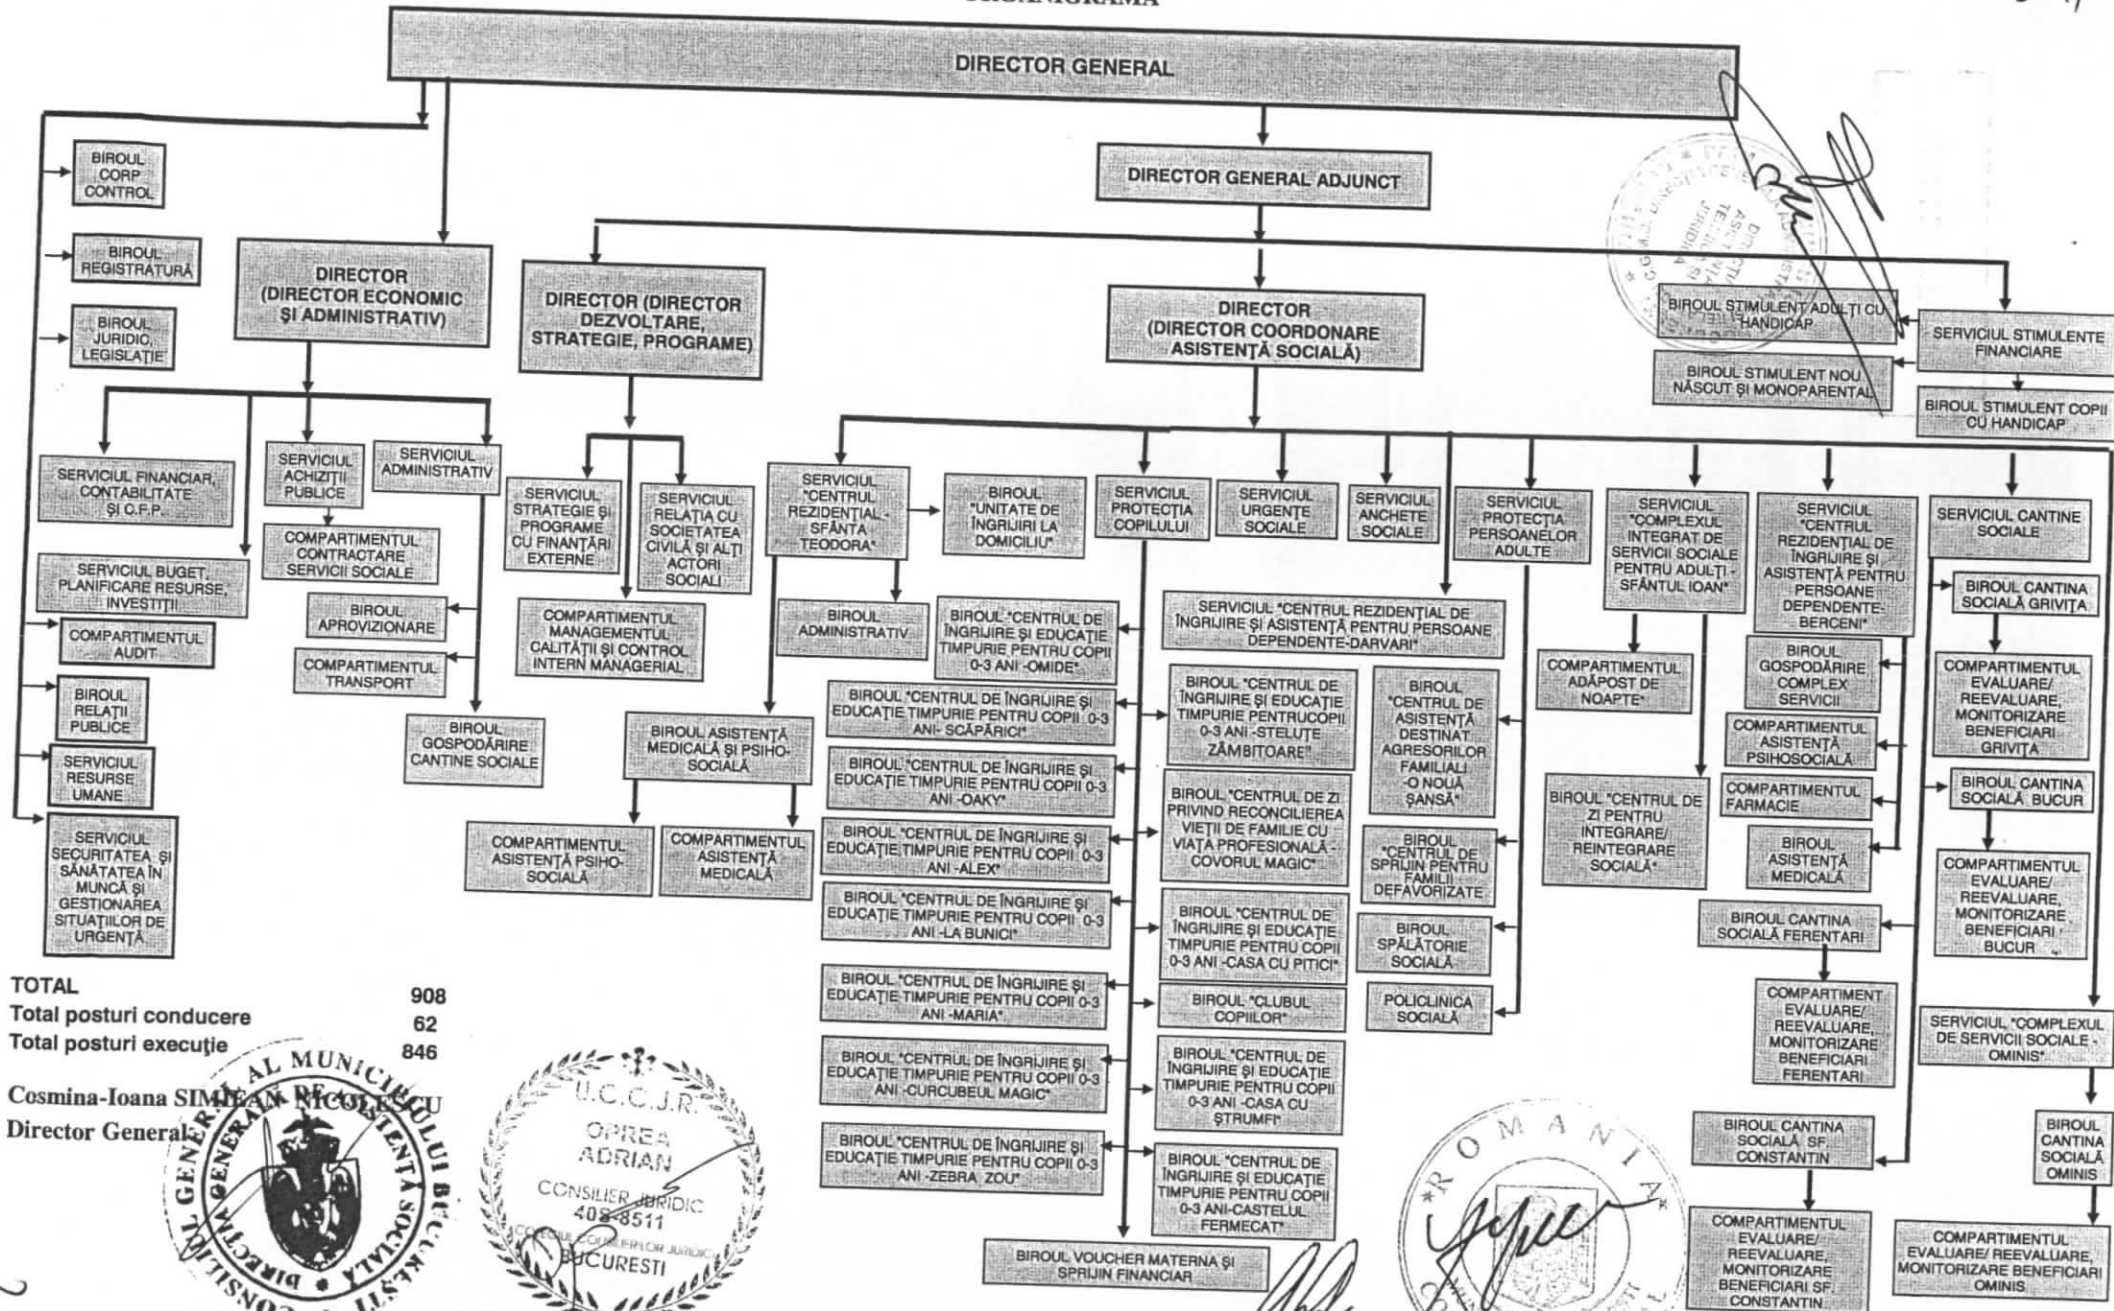 ORGANIGRAMA
DIRECTOR GENERAL
BIROUL
CORP
CONTROL
DIRECTOR GENERAL ADJUNCT
BIROUL
REGISTRATURĂ
DIRECTOR
(DIRECTOR ECONOMIC
ȘI ADMINISTRATIV)
DIRECTOR (DIRECTOR
DEZVOLTARE,
STRATEGIE, PROGRAME)
DIRECTOR
(DIRECTOR COORDONARE
ASISTENȚĂ SOCIALĂ)
BIROUL STIMULENT ADULȚI CU
HANDICAP
SERVICIUL STIMULENTE
FINANCIARE
BIROUL
JURIDIC,
LEGISLAȚIE
BIROUL STIMULENT NOU
NĂSCUT ȘI MONOPARENTAL
BIROUL STIMULENT COPII
CU HANDICAP
SERVICIUL FINANCIAR,
CONTABILITATE
ȘI C.F.P.
SERVICIUL
ACHIZIȚII
PUBLICE
SERVICIUL
ADMINISTRATIV
SERVICIUL
STRATEGIE ȘI
PROGRAME
CU FINANȚĂRI
EXTERNE
SERVICIUL
RELAȚIA CU
SOCIETATEA
CIVILĂ ȘI ALȚI
ACTORI
SOCIALI
SERVICIUL
"CENTRUL
REZIDENȚIAL -
SFÂNTA
TEODORA"
BIROUL
"UNITATE DE
ÎNGRIJIRI LA
DOMICILIU"
SERVICIUL
PROTECȚIA
COPILULUI
SERVICIUL
URGENȚE
SOCIALE
SERVICIUL
ANCHETE
SOCIALE
SERVICIUL
PROTECȚIA
PERSOANELOR
ADULTE
SERVICIUL
"COMPLEXUL
INTEGRAT DE
SERVICII SOCIALE
PENTRU ADULȚI -
SFÂNTUL IOAN"
SERVICIUL
"CENTRUL
REZIDENȚIAL DE
ÎNGRIJIRE ȘI
ASISTENȚĂ PENTRU
PERSOANE
DEPENDENTE-
BERCENI"
SERVICIUL CANTINE
SOCIALE
COMPARTIMENTUL
CONTRACTARE
SERVICII SOCIALE
SERVICIUL BUGET,
PLANIFICARE RESURSE,
INVESTIȚII
BIROUL
APROVIZIONARE
COMPARTIMENTUL
MANAGEMENTUL
CALITĂȚII ȘI CONTROL
INTERN MANAGERIAL
BIROUL
ADMINISTRATIV
BIROUL "CENTRUL DE
ÎNGRIJIRE ȘI EDUCAȚIE
TIMPURIE PENTRU COPII
0-3 ANI -OMIDE"
SERVICIUL "CENTRUL REZIDENȚIAL DE
ÎNGRIJIRE ȘI ASISTENȚĂ PENTRU PERSOANE
DEPENDENTE-DARVARI"
BIROUL CANTINA
SOCIALĂ GRIVIȚA
COMPARTIMENTUL
AUDIT
COMPARTIMENTUL
TRANSPORT
COMPARTIMENTUL
ADĂPOST DE
NOAPTE"
BIROUL
GOSPODĂRIRE
COMPLEX
SERVICII
COMPARTIMENTUL
EVALUARE/
REEVALUARE,
MONITORIZARE
BENEFICIARI
GRIVIȚA
BIROUL
RELAȚII
PUBLICE
BIROUL
GOSPODĂRIRE
CANTINE SOCIALE
BIROUL ASISTENȚĂ
MEDICALĂ ȘI PSIHO-
SOCIALĂ
BIROUL "CENTRUL DE ÎNGRIJIRE ȘI
EDUCAȚIE TIMPURIE PENTRU COPII 0-3
ANI- SCĂPĂRICI"
BIROUL "CENTRUL DE
ÎNGRIJIRE ȘI EDUCAȚIE
TIMPURIE PENTRUCOPII
0-3 ANI -STELUȚE
ZÂMBITOARE"
BIROUL
"CENTRUL DE
ASISTENȚĂ
DESTINAT
AGRESORILOR
FAMILIALI
-O NOUĂ
ȘANSĂ"
COMPARTIMENTUL
ASISTENȚĂ
PSIHOSOCIALĂ
SERVICIUL
RESURSE
UMANE
BIROUL "CENTRUL DE ÎNGRIJIRE ȘI
EDUCAȚIE TIMPURIE PENTRU COPII 0-3
ANI -OAKY"
BIROUL "CENTRUL DE ZI
PRIVIND RECONCILIEREA
VIEȚII DE FAMILIE CU
VIAȚA PROFESIONALĂ -
COVORUL MAGIC"
BIROUL "CENTRUL DE
ZI PENTRU
INTEGRARE/
REINTEGRARE
SOCIALĂ"
COMPARTIMENTUL
FARMACIE
BIROUL CANTINA
SOCIALĂ BUCUR
SERVICIUL
SECURITATEA ȘI
SĂNĂTATEA ÎN
MUNCĂ ȘI
GESTIONAREA
SITUAȚIILOR DE
URGENȚĂ
COMPARTIMENTUL
ASISTENȚĂ PSIHO-
SOCIALĂ
COMPARTIMENTUL
ASISTENȚĂ
MEDICALĂ
BIROUL "CENTRUL DE ÎNGRIJIRE ȘI
EDUCAȚIE TIMPURIE PENTRU COPII 0-3
ANI -ALEX"
BIROUL
"CENTRUL DE
SPRIJIN PENTRU
FAMILII
DEFAVORIZATE
BIROUL
ASISTENȚĂ
MEDICALĂ
COMPARTIMENTUL
EVALUARE/
REEVALUARE,
MONITORIZARE
BENEFICIARI
BUCUR
BIROUL "CENTRUL DE ÎNGRIJIRE ȘI
EDUCAȚIE TIMPURIE PENTRU COPII 0-3
ANI -LA BUNICI"
BIROUL "CENTRUL DE
ÎNGRIJIRE ȘI EDUCAȚIE
TIMPURIE PENTRU COPII
0-3 ANI -CASA CU PITICI"
BIROUL
SPĂLĂTORIE
SOCIALĂ
BIROUL CANTINA
SOCIALĂ FERENTARI
BIROUL "CENTRUL DE ÎNGRIJIRE ȘI
EDUCAȚIE TIMPURIE PENTRU COPII 0-3
ANI -MARIA"
BIROUL "CLUBUL
COPIILOR"
POLICLINICA
SOCIALĂ
COMPARTIMENT
EVALUARE/
REEVALUARE,
MONITORIZARE
BENEFICIARI
FERENTARI
SERVICIUL "COMPLEXUL
DE SERVICII SOCIALE -
OMINIS"
TOTAL 908
Total posturi conducere 62
Total posturi execuție 846
BIROUL "CENTRUL DE ÎNGRIJIRE ȘI
EDUCAȚIE TIMPURIE PENTRU COPII 0-3
ANI -CURCUBEUL MAGIC"
BIROUL "CENTRUL DE
ÎNGRIJIRE ȘI EDUCAȚIE
TIMPURIE PENTRU COPII
0-3 ANI -CASA CU
ȘTRUMFI"
Cosmina-Ioana SIMIEAN NICOLESCU
Director General
CONSILIUL GENERAL AL MUNICIPIULUI BUCUREȘTI
DIRECȚIA GENERALĂ DE ASISTENȚĂ SOCIALĂ
U.C.C.J.R.
OPREA
ADRIAN
CONSILIER JURIDIC
40S-8511
COLEGIUL CONSILIERILOR JURIDICI
BUCURESTI
BIROUL "CENTRUL DE ÎNGRIJIRE ȘI
EDUCAȚIE TIMPURIE PENTRU COPII 0-3
ANI -ZEBRA ZOU"
BIROUL "CENTRUL DE
ÎNGRIJIRE ȘI EDUCAȚIE
TIMPURIE PENTRU COPII
0-3 ANI-CASTELUL
FERMECAT"
BIROUL CANTINA
SOCIALĂ SF.
CONSTANTIN
BIROUL
CANTINA
SOCIALĂ
OMINIS
BIROUL VOUCHER MATERNA ȘI
SPRIJIN FINANCIAR
ROMANIA
COMPARTIMENTUL
EVALUARE/
REEVALUARE,
MONITORIZARE
BENEFICIARI SF.
CONSTANTIN
COMPARTIMENTUL
EVALUARE/ REEVALUARE,
MONITORIZARE BENEFICIARI
OMINIS